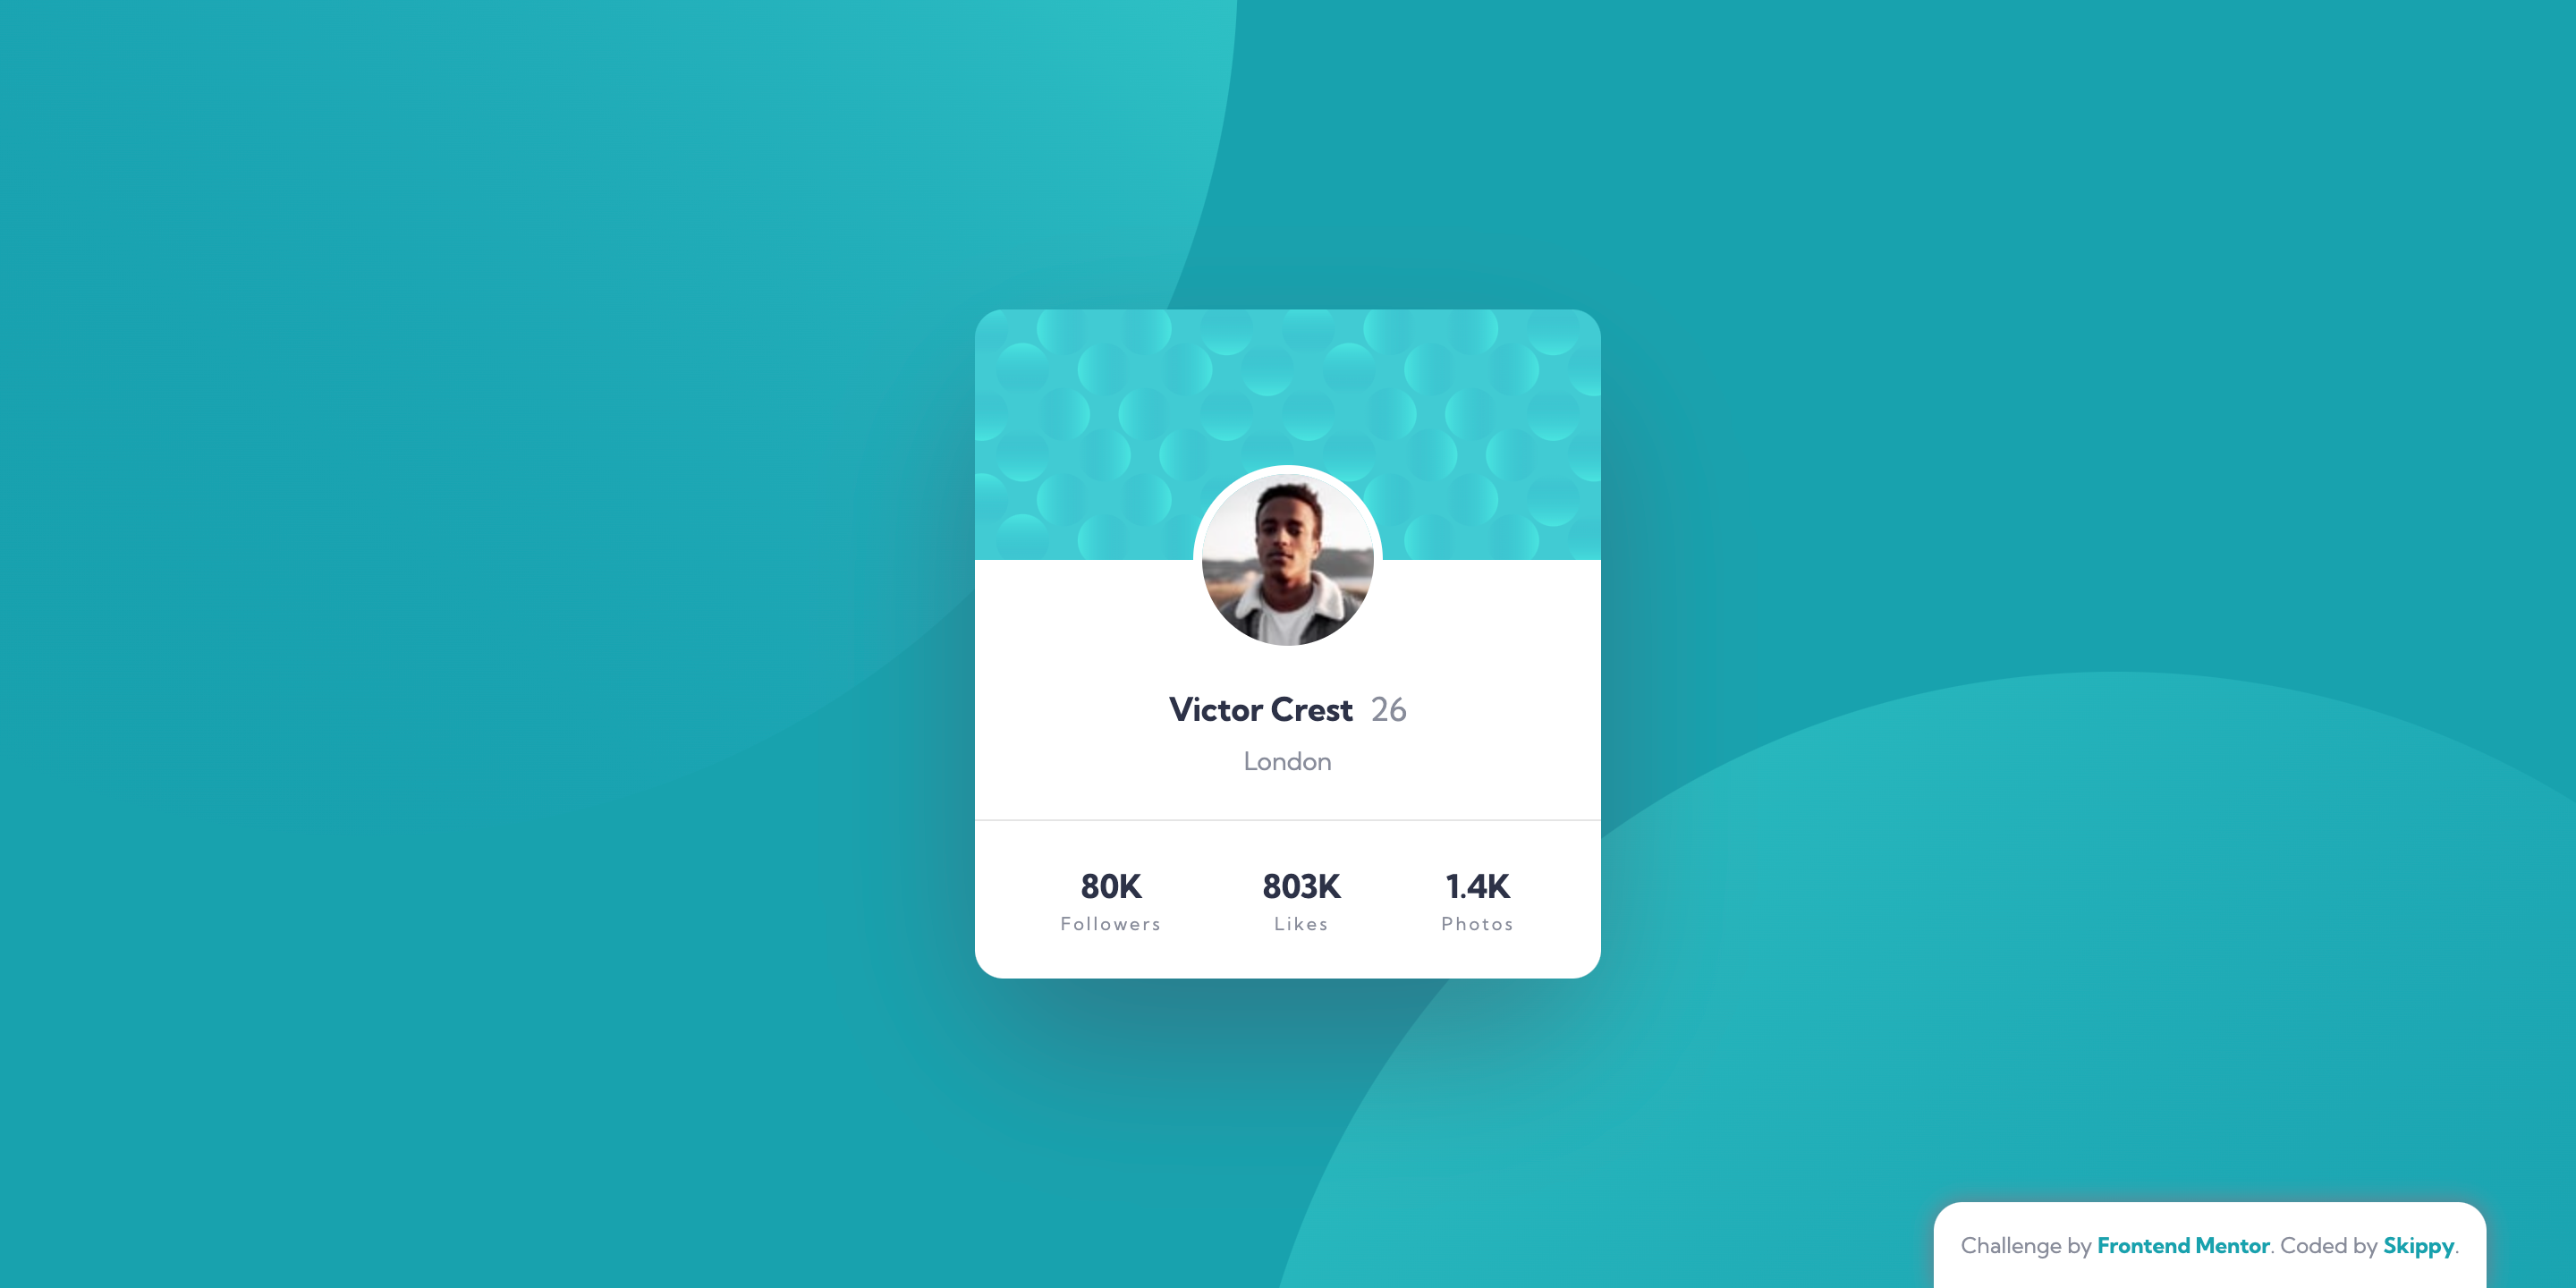 Victor Crest 26
London
80K 803K 1.4K
Followers Likes Photos
Challenge by Frontend Mentor. Coded by Skippy.